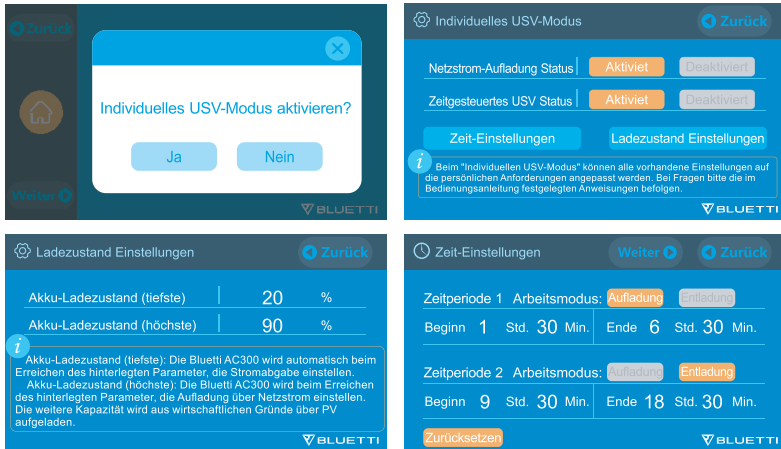 Zurück
Individuelles USV-Modus aktivieren?
Ja
Nein
Weiter
BLUETTI
Individuelles USV-Modus
Zurück
Netzstrom-Aufladung Status
Aktiviet
Deaktiviert
Zeitgesteuertes USV Status
Aktiviet
Deaktiviert
Zeit-Einstellungen
Ladezustand Einstellungen
i
Beim "Individuellen USV-Modus" können alle vorhandene Einstellungen auf
die persönlichen Anforderungen angepasst werden. Bei Fragen bitte die im
Bedienungsanleitung festgelegten Anweisungen befolgen.
BLUETTI
Ladezustand Einstellungen
Zurück
Akku-Ladezustand (tiefste) 20 %
Akku-Ladezustand (höchste) 90 %
i
Akku-Ladezustand (tiefste): Die Bluetti AC300 wird automatisch beim
Erreichen des hinterlegten Parameter, die Stromabgabe einstellen.
Akku-Ladezustand (höchste): Die Bluetti AC300 wird beim Erreichen
des hinterlegten Parameter, die Aufladung über Netzstrom einstellen.
Die weitere Kapazität wird aus wirtschaftlichen Gründe über PV
aufgeladen.
BLUETTI
Zeit-Einstellungen
Weiter
Zurück
Zeitperiode 1 Arbeitsmodus: Aufladung Entladung
Beginn 1 Std. 30 Min. Ende 6 Std. 30 Min.
Zeitperiode 2 Arbeitsmodus: Aufladung Entladung
Beginn 9 Std. 30 Min. Ende 18 Std. 30 Min.
Zurücksetzen
BLUETTI